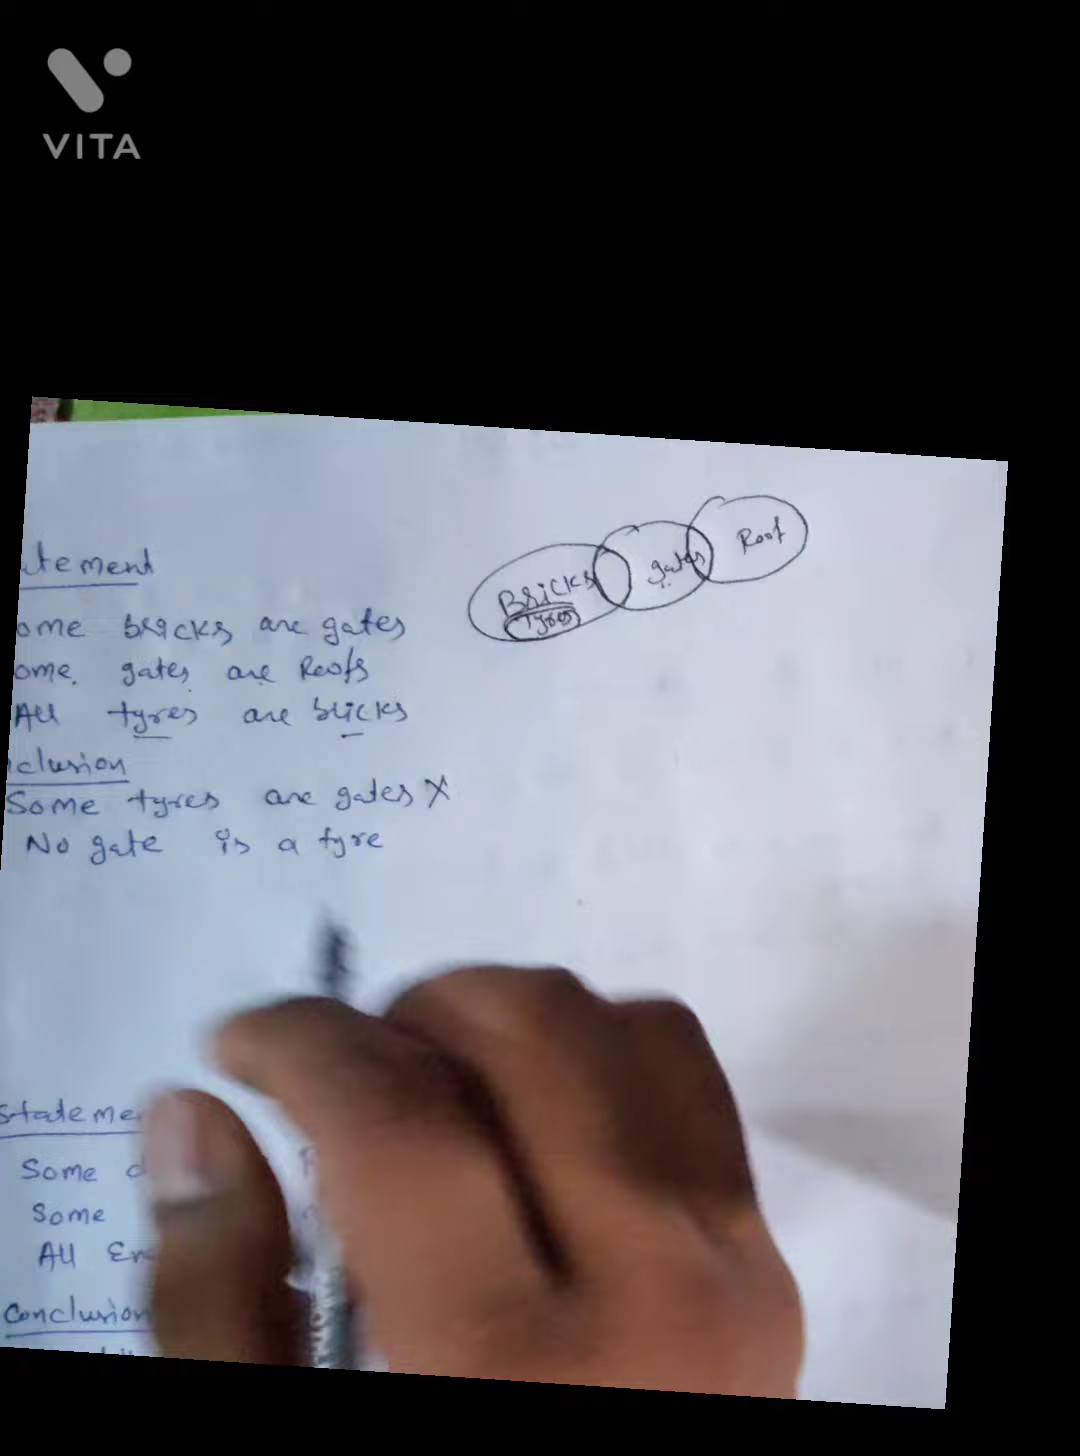 VITA
tement
ome bricks are gates
ome. gates are Roofs
All tyres are bricks
clusion
Some tyres are gates X
No gate is a tyre
Bricks
Tyres
gates
Roof
Stateme
Some d
Some
All En
Conclusion